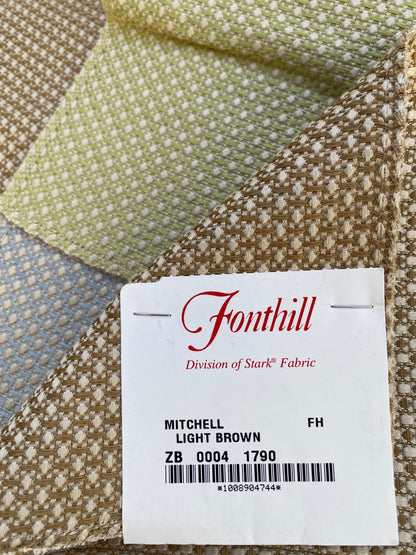 Fonthill
Division of Stark® Fabric
MITCHELL FH
LIGHT BROWN
ZB 0004 1790
*1008904744*